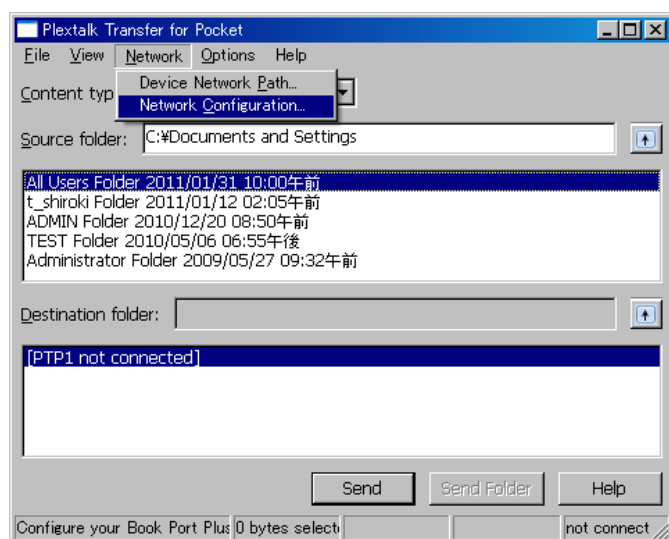 Plextalk Transfer for Pocket
File View Network Options Help
Device Network Path...
Content typ
Network Configuration...
Source folder: C:¥Documents and Settings
All Users Folder 2011/01/31 10:00午前
t_shiroki Folder 2011/01/12 02:05午前
ADMIN Folder 2010/12/20 08:50午前
TEST Folder 2010/05/06 06:55午後
Administrator Folder 2009/05/27 09:32午前
Destination folder:
[PTP1 not connected]
Send Send Folder Help
Configure your Book Port Plus 0 bytes select not connect